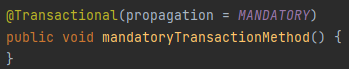 @Transactional(propagation = MANDATORY)
public void mandatoryTransactionMethod() {
}